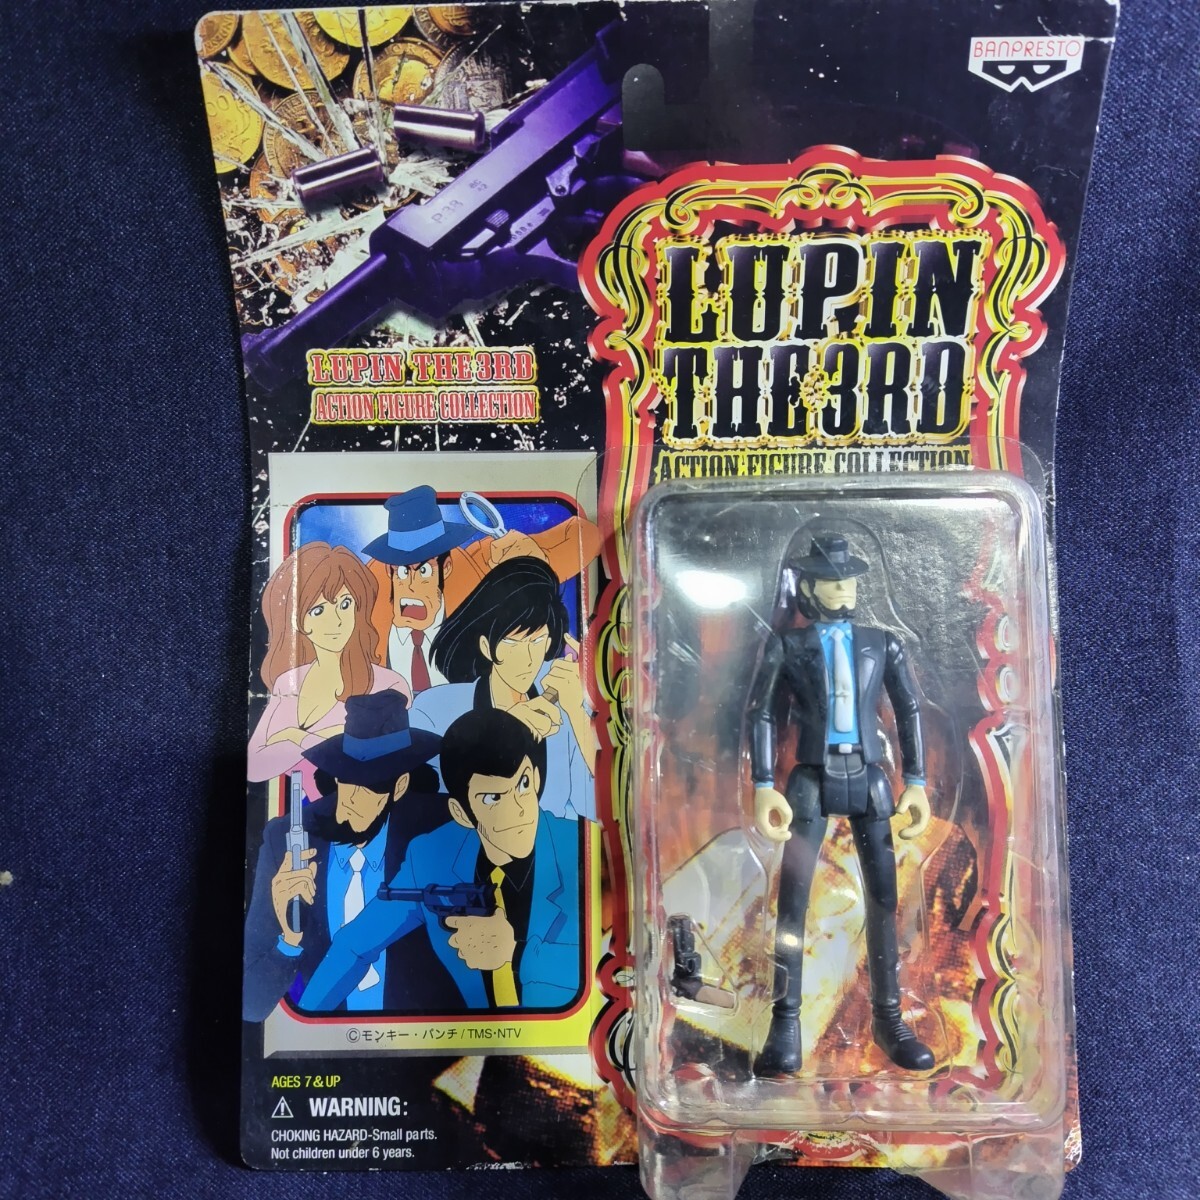 BANPRESTO
P38
LUPIN
THE 3RD
ACTION FIGURE COLLECTION
LUPIN THE 3RD
ACTION FIGURE COLLECTION
©モンキー・パンチ/TMS・NTV
AGES 7 & UP
WARNING:
CHOKING HAZARD-Small parts.
Not children under 6 years.